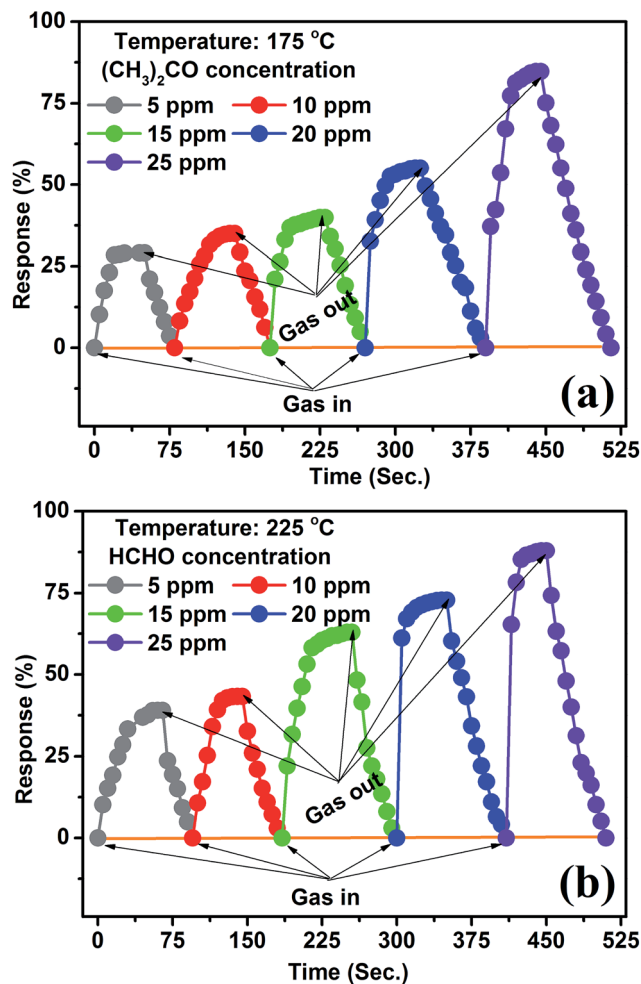 100
75
50
25
0
Response (%)
Temperature: 175 °C
(CH₃)₂CO concentration
5 ppm 10 ppm
15 ppm 20 ppm
25 ppm
Gas out
Gas in
(a)
0 75 150 225 300 375 450 525
Time (Sec.)
100
75
50
25
0
Response (%)
Temperature: 225 °C
HCHO concentration
5 ppm 10 ppm
15 ppm 20 ppm
25 ppm
Gas out
Gas in
(b)
0 75 150 225 300 375 450 525
Time (Sec.)